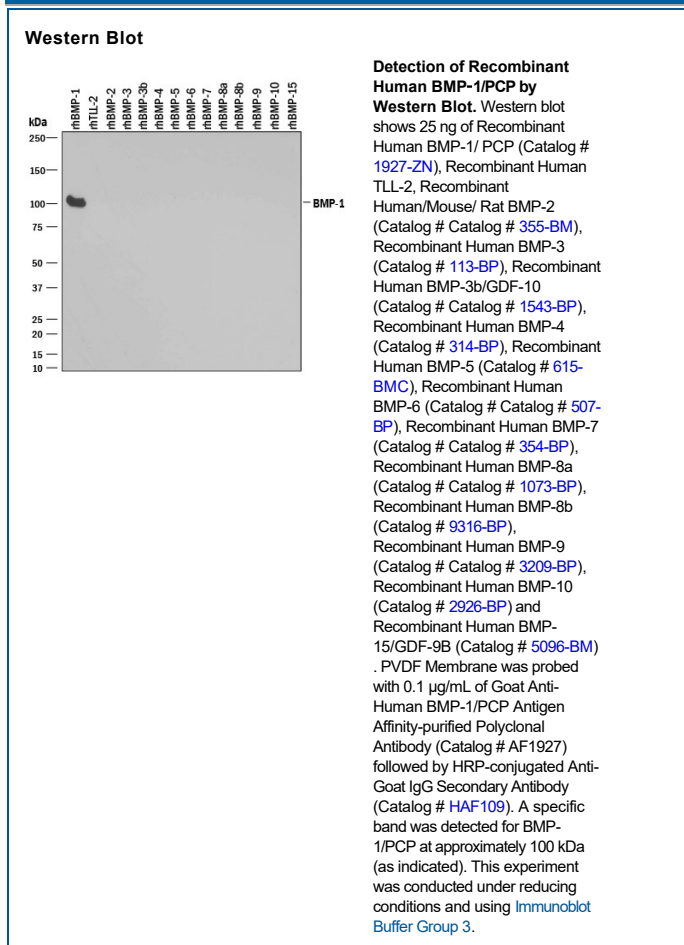 Western Blot
rhBMP-1
rhTLL-2
rhBMP-2
rhBMP-3
rhBMP-3b
rhBMP-4
rhBMP-5
rhBMP-6
rhBMP-7
rhBMP-8a
rhBMP-8b
rhBMP-9
rhBMP-10
rhBMP-15
kDa
250
150
100
75
50
37
25
20
15
10
BMP-1
Detection of Recombinant
Human BMP-1/PCP by
Western Blot. Western blot
shows 25 ng of Recombinant
Human BMP-1/ PCP (Catalog #
1927-ZN), Recombinant Human
TLL-2, Recombinant
Human/Mouse/ Rat BMP-2
(Catalog # Catalog # 355-BM),
Recombinant Human BMP-3
(Catalog # 113-BP), Recombinant
Human BMP-3b/GDF-10
(Catalog # Catalog # 1543-BP),
Recombinant Human BMP-4
(Catalog # 314-BP), Recombinant
Human BMP-5 (Catalog # 615-
BMC), Recombinant Human
BMP-6 (Catalog # Catalog # 507-
BP), Recombinant Human BMP-7
(Catalog # Catalog # 354-BP),
Recombinant Human BMP-8a
(Catalog # Catalog # 1073-BP),
Recombinant Human BMP-8b
(Catalog # 9316-BP),
Recombinant Human BMP-9
(Catalog # Catalog # 3209-BP),
Recombinant Human BMP-10
(Catalog # 2926-BP) and
Recombinant Human BMP-
15/GDF-9B (Catalog # 5096-BM)
. PVDF Membrane was probed
with 0.1 µg/mL of Goat Anti-
Human BMP-1/PCP Antigen
Affinity-purified Polyclonal
Antibody (Catalog # AF1927)
followed by HRP-conjugated Anti-
Goat IgG Secondary Antibody
(Catalog # HAF109). A specific
band was detected for BMP-
1/PCP at approximately 100 kDa
(as indicated). This experiment
was conducted under reducing
conditions and using Immunoblot
Buffer Group 3.